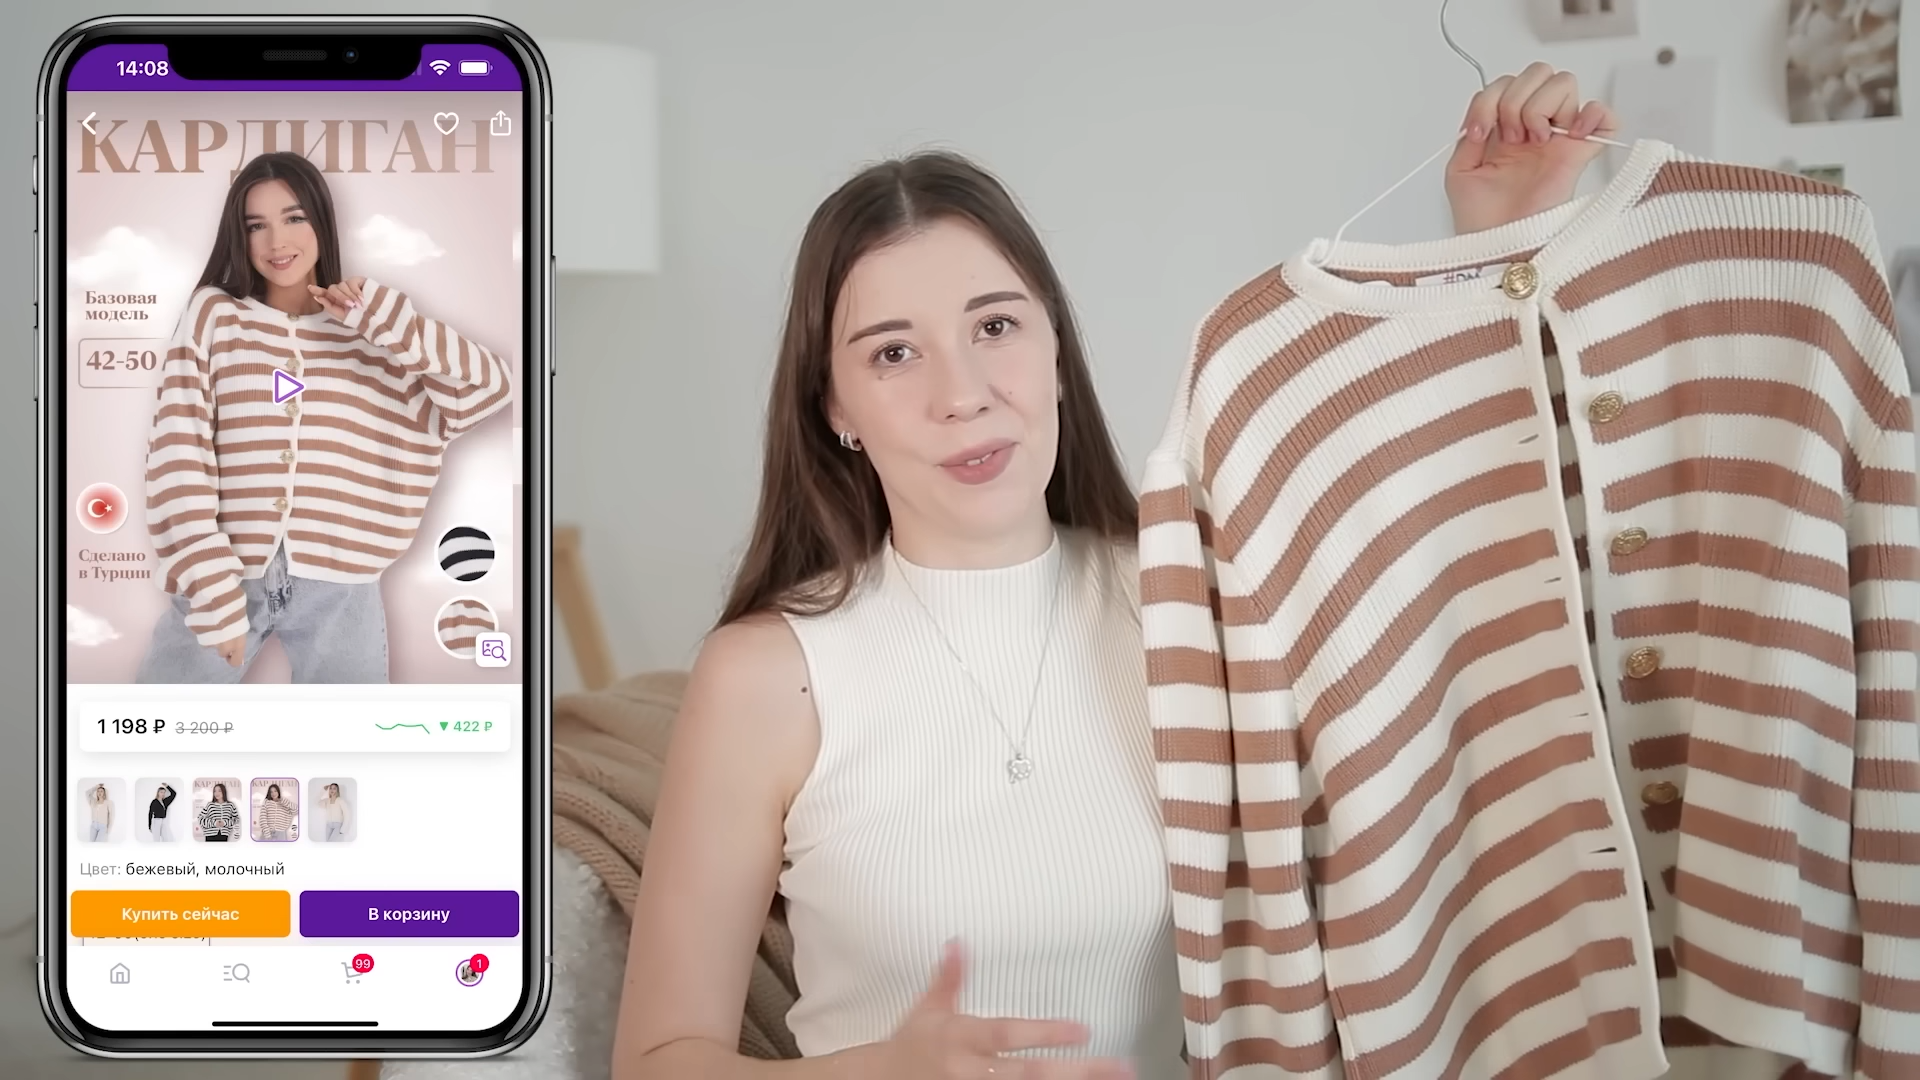 14:08
КАРДИГАН
Базовая
модель
42-50
Сделано
в Турции
1 198 ₽ 3 200 ₽ ▼ 422 ₽
Цвет: бежевый, молочный
Купить сейчас
В корзину
99
1